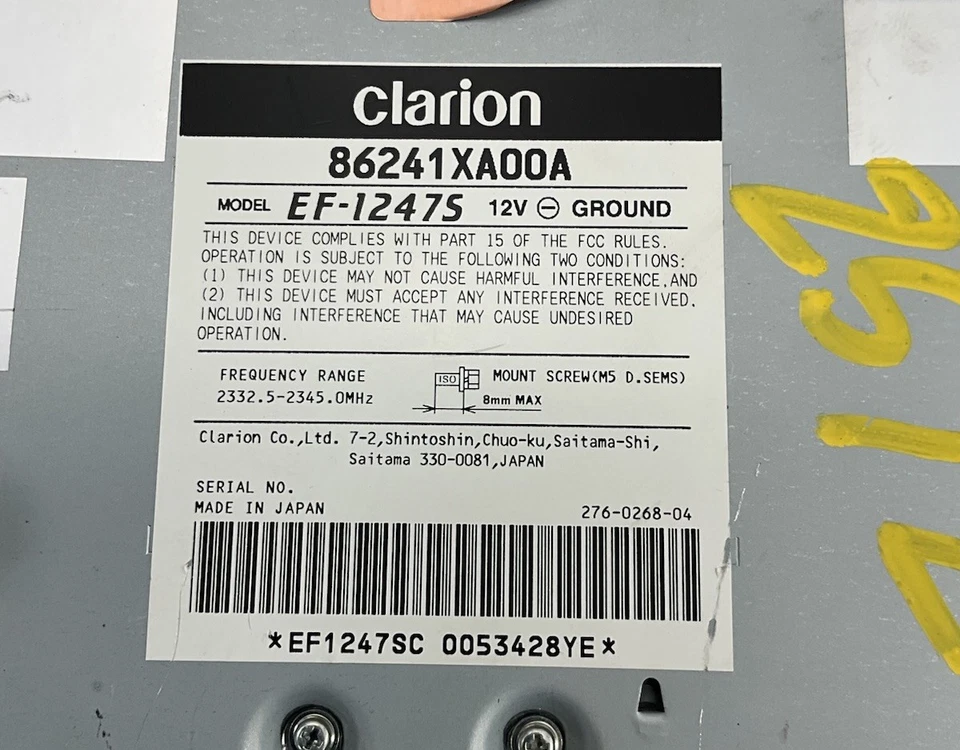 clarion
86241XA00A
MODEL EF-1247S 12V ⊖ GROUND
THIS DEVICE COMPLIES WITH PART 15 OF THE FCC RULES.
OPERATION IS SUBJECT TO THE FOLLOWING TWO CONDITIONS:
(1) THIS DEVICE MAY NOT CAUSE HARMFUL INTERFERENCE,AND
(2) THIS DEVICE MUST ACCEPT ANY INTERFERENCE RECEIVED,
INCLUDING INTERFERENCE THAT MAY CAUSE UNDESIRED
OPERATION.
FREQUENCY RANGE
2332.5-2345.0MHz
ISO
MOUNT SCREW(M5 D.SEMS)
8mm MAX
Clarion Co.,Ltd. 7-2,Shintoshin,Chuo-ku,Saitama-Shi,
Saitama 330-0081,JAPAN
SERIAL NO.
MADE IN JAPAN
276-0268-04
*EF1247SC 0053428YE*